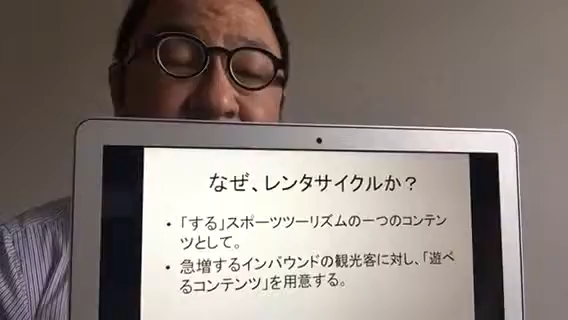 なぜ、レンタサイクルか？
• 「する」スポーツツーリズムの一つのコンテン
ツとして。
• 急増するインバウンドの観光客に対し、「遊べ
るコンテンツ」を用意する。